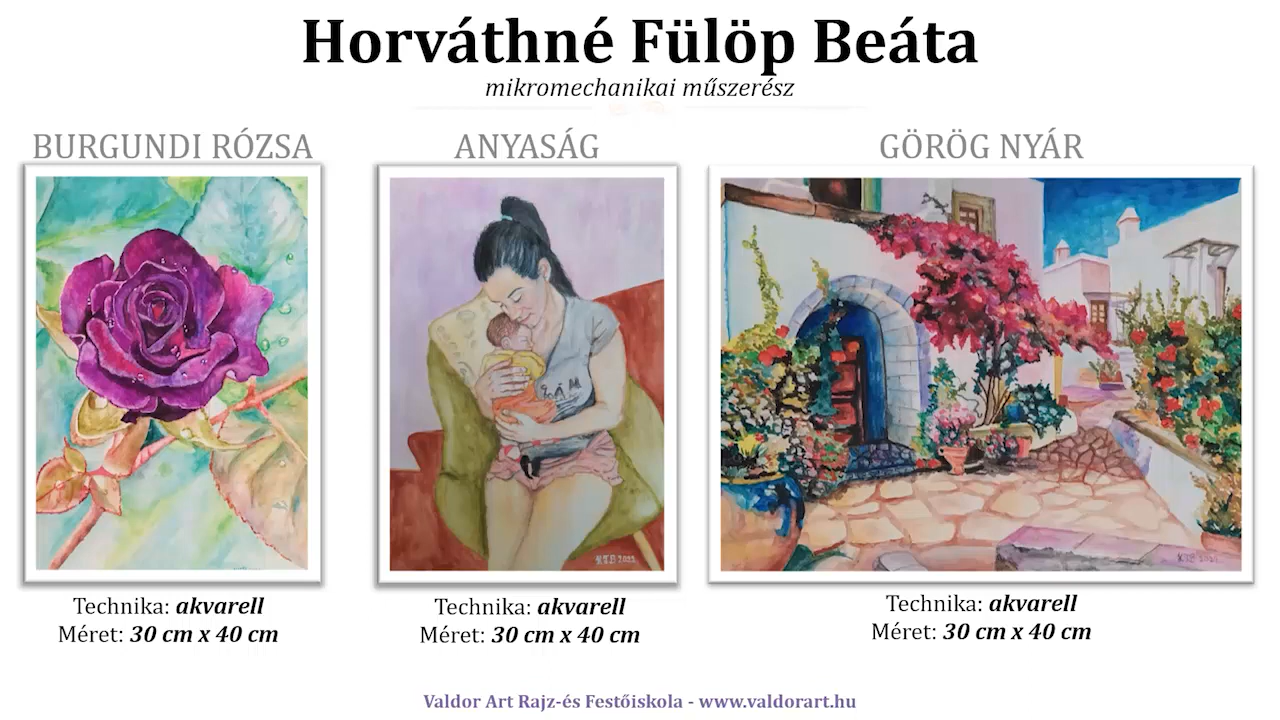 Horváthné Fülöp Beáta
mikromechanikai műszerész
BURGUNDI RÓZSA
Technika: akvarell
Méret: 30 cm x 40 cm
ANYASÁG
HFB 2022
Technika: akvarell
Méret: 30 cm x 40 cm
GÖRÖG NYÁR
Technika: akvarell
Méret: 30 cm x 40 cm
Valdor Art Rajz-és Festőiskola - www.valdorart.hu